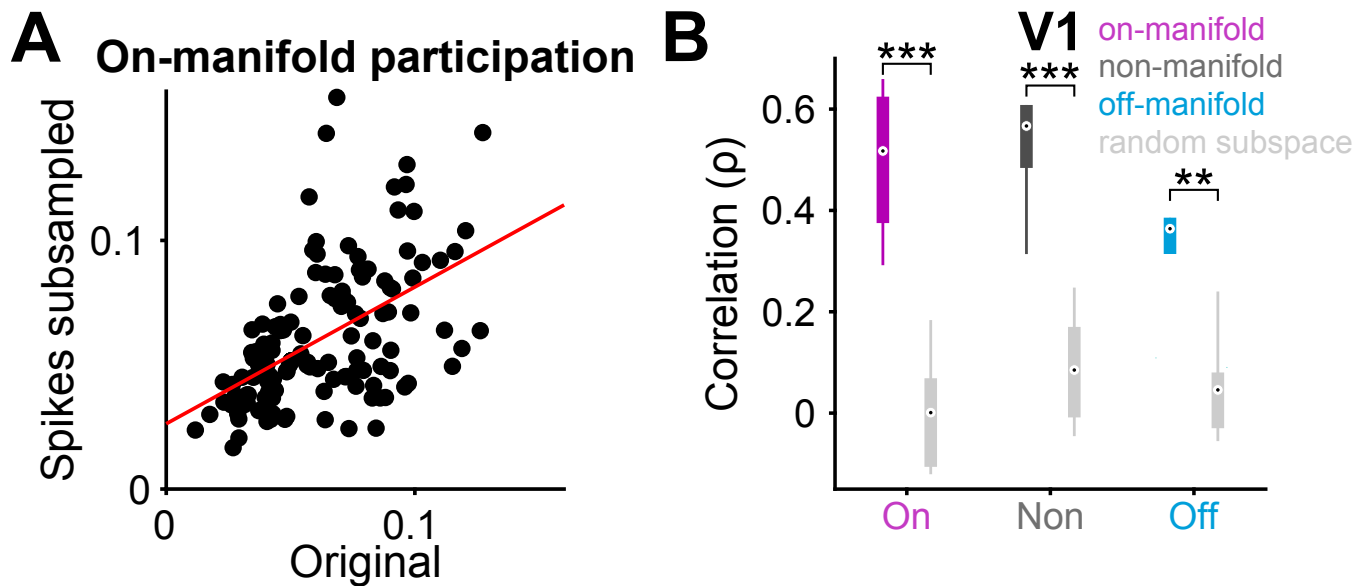 A
On-manifold participation
Spikes subsampled
0.1
0
0
0.1
Original
B
V1
on-manifold
non-manifold
off-manifold
random subspace
***
***
**
Correlation (ρ)
0.6
0.4
0.2
0
On
Non
Off